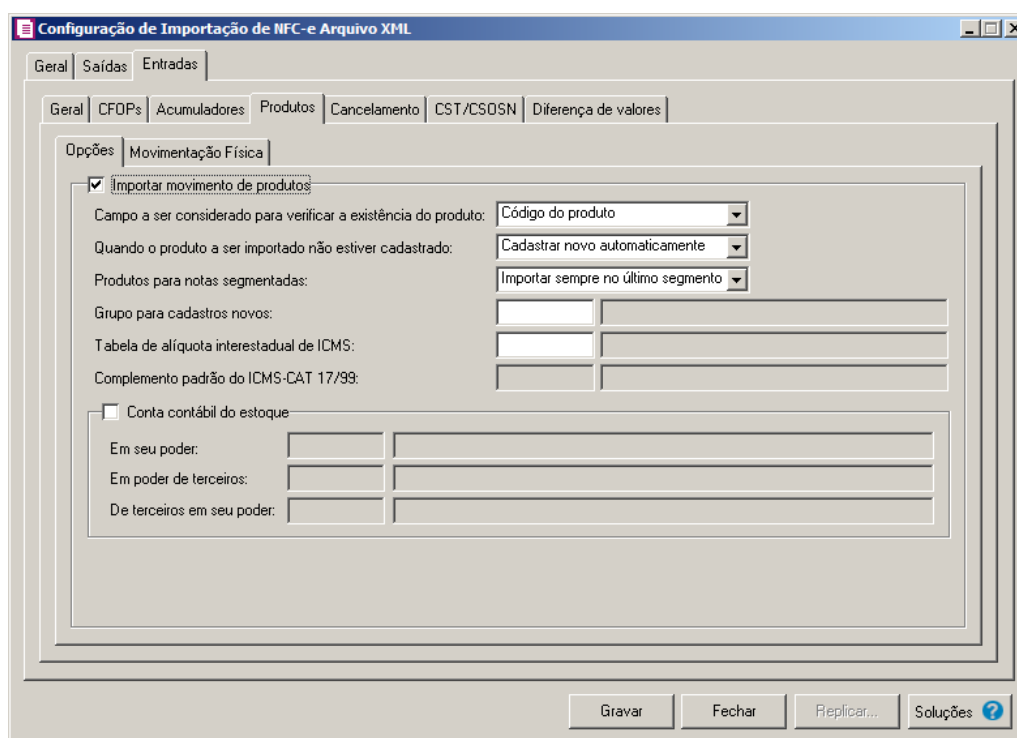 Configuração de Importação de NFC-e Arquivo XML
Geral Saídas Entradas
Geral CFOPs Acumuladores Produtos Cancelamento CST/CSOSN Diferença de valores
Opções Movimentação Física
Importar movimento de produtos
Campo a ser considerado para verificar a existência do produto: Código do produto
Quando o produto a ser importado não estiver cadastrado: Cadastrar novo automaticamente
Produtos para notas segmentadas: Importar sempre no último segmento
Grupo para cadastros novos:
Tabela de alíquota interestadual de ICMS:
Complemento padrão do ICMS-CAT 17/99:
Conta contábil do estoque
Em seu poder:
Em poder de terceiros:
De terceiros em seu poder:
Gravar Fechar Replicar... Soluções ?